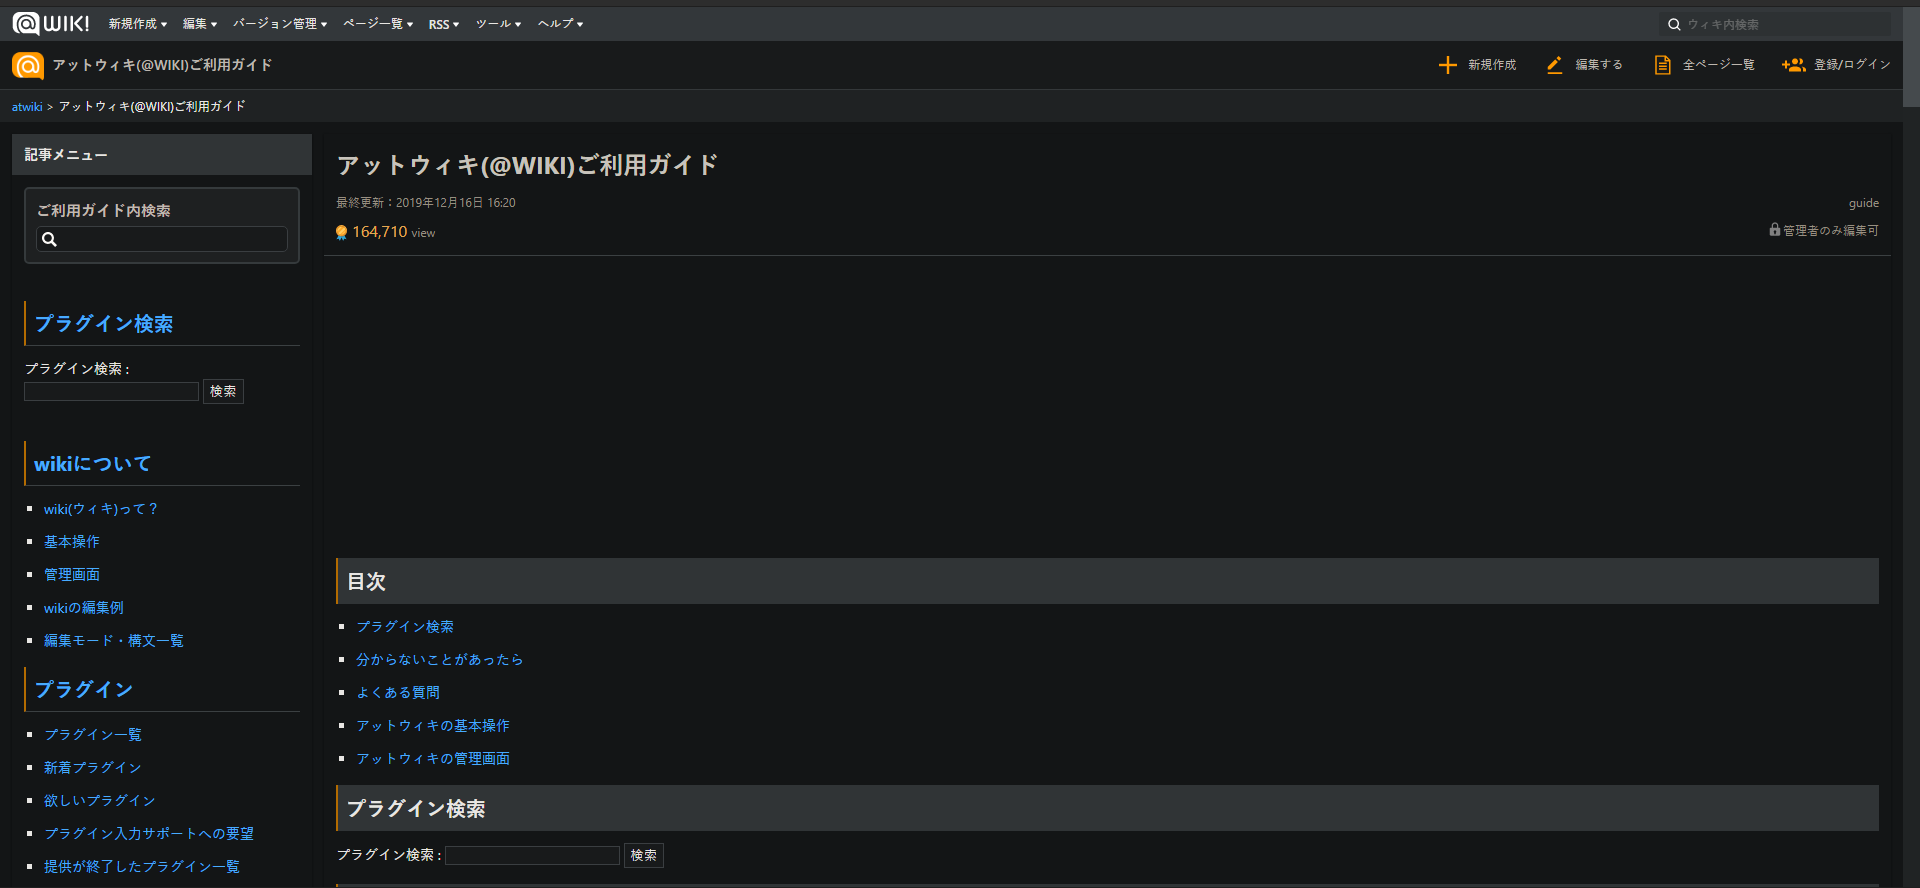 @WIKI 新規作成 編集 バージョン管理 ページ一覧 RSS ツール ヘルプ ウィキ内検索
アットウィキ(@WIKI)ご利用ガイド 新規作成 編集する 全ページ一覧 登録/ログイン
atwiki > アットウィキ(@WIKI)ご利用ガイド
記事メニュー
ご利用ガイド内検索
プラグイン検索
プラグイン検索 :
検索
wikiについて
wiki(ウィキ)って？
基本操作
管理画面
wikiの編集例
編集モード・構文一覧
プラグイン
プラグイン一覧
新着プラグイン
欲しいプラグイン
プラグイン入力サポートへの要望
提供が終了したプラグイン一覧
アットウィキ(@WIKI)ご利用ガイド
最終更新：2019年12月16日 16:20 guide
164,710 view 管理者のみ編集可
目次
プラグイン検索
分からないことがあったら
よくある質問
アットウィキの基本操作
アットウィキの管理画面
プラグイン検索
プラグイン検索 : 検索